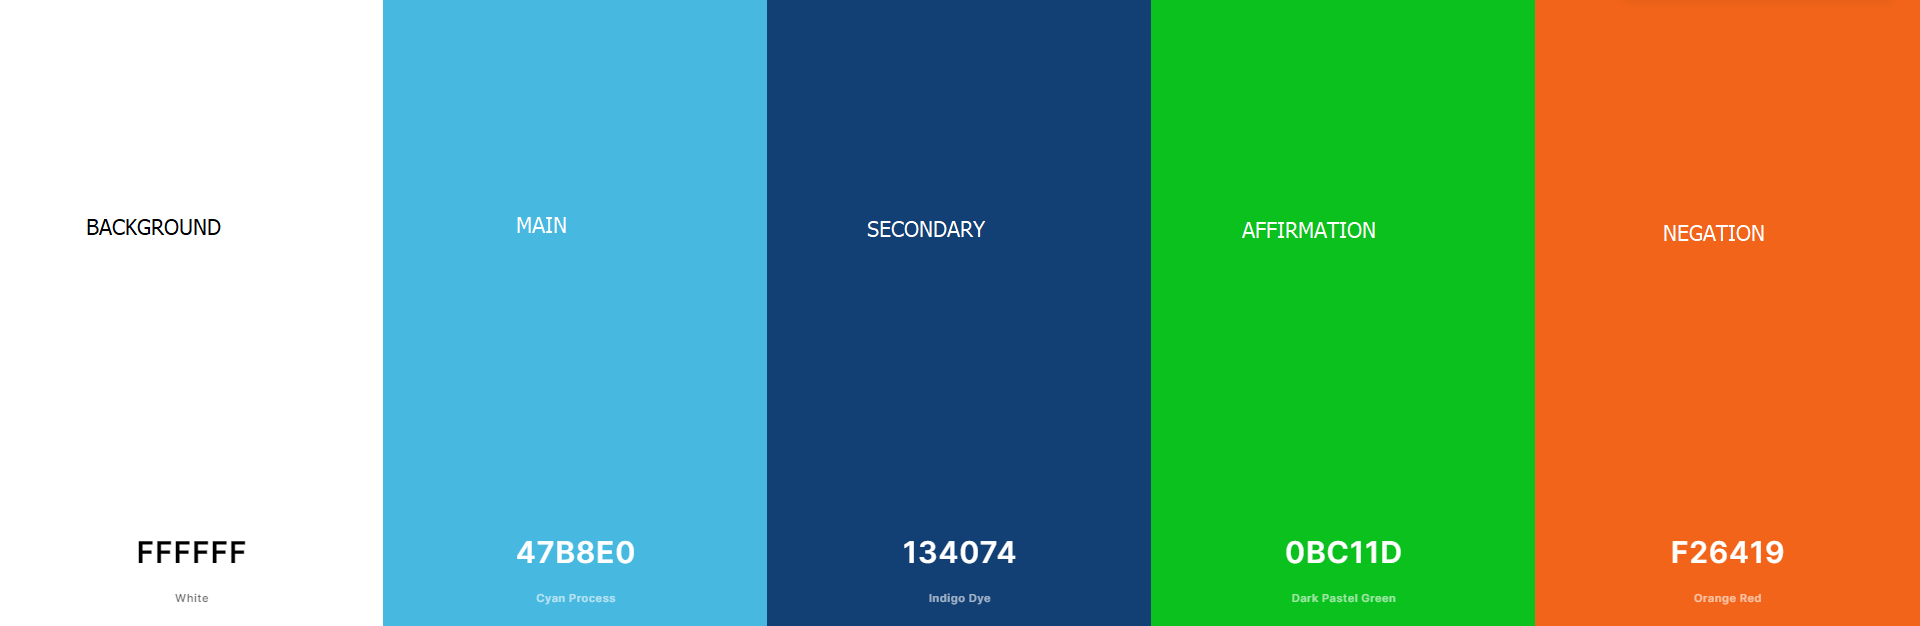 BACKGROUND
MAIN
SECONDARY
AFFIRMATION
NEGATION
FFFFFF
47B8E0
134074
0BC11D
F26419
White
Cyan Process
Indigo Dye
Dark Pastel Green
Orange Red